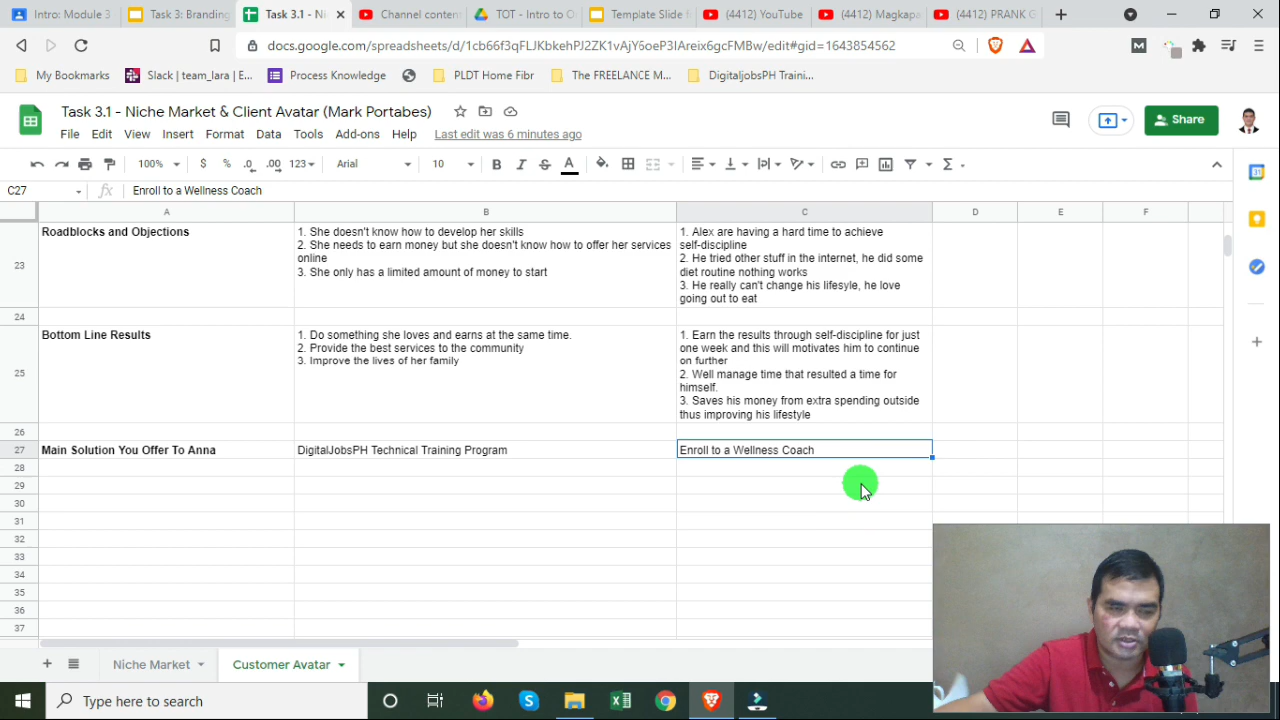 Intro: Module 3
Task 3: Branding
Task 3.1 - Ni
Channel conten
TOT - Intro to O
Template Slide f
(4412) YouTube
(4412) Magkapa
(4412) PRANK G
docs.google.com/spreadsheets/d/1cb66f3qFLJKbkehPJ2ZK1vAjY6oeP3IAreix6gcFMBw/edit#gid=1643854562
My Bookmarks
Slack | team_lara | E...
Process Knowledge
PLDT Home Fibr
The FREELANCE M...
DigitaljobsPH Traini...
Task 3.1 - Niche Market & Client Avatar (Mark Portabes)
File Edit View Insert Format Data Tools Add-ons Help Last edit was 6 minutes ago
Share
100% $ % .0 .00 123 Arial 10 B I S A
C27 fx Enroll to a Wellness Coach
A B C D E F
23
Roadblocks and Objections
1. She doesn't know how to develop her skills
2. She needs to earn money but she doesn't know how to offer her services
online
3. She only has a limited amount of money to start
1. Alex are having a hard time to achieve
self-discipline
2. He tried other stuff in the internet, he did some
diet routine nothing works
3. He really can't change his lifesyle, he love
going out to eat
24
25
Bottom Line Results
1. Do something she loves and earns at the same time.
2. Provide the best services to the community
3. Improve the lives of her family
1. Earn the results through self-discipline for just
one week and this will motivates him to continue
on further
2. Well manage time that resulted a time for
himself.
3. Saves his money from extra spending outside
thus improving his lifestyle
26
27 Main Solution You Offer To Anna DigitalJobsPH Technical Training Program Enroll to a Wellness Coach
28
29
30
31
32
33
34
35
36
37
Niche Market
Customer Avatar
Type here to search